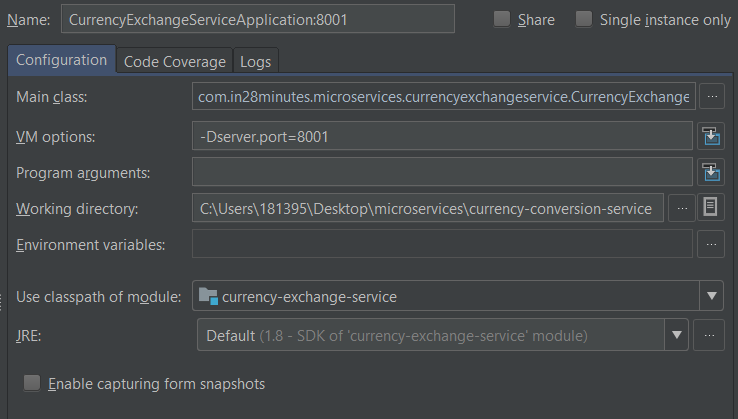 Name: CurrencyExchangeServiceApplication:8001 Share Single instance only
Configuration Code Coverage Logs
Main class: com.in28minutes.microservices.currencyexchangeservice.CurrencyExchange ...
VM options: -Dserver.port=8001
Program arguments:
Working directory: C:\Users\181395\Desktop\microservices\currency-conversion-service ...
Environment variables: ...
Use classpath of module: currency-exchange-service
JRE: Default (1.8 - SDK of 'currency-exchange-service' module) ...
Enable capturing form snapshots